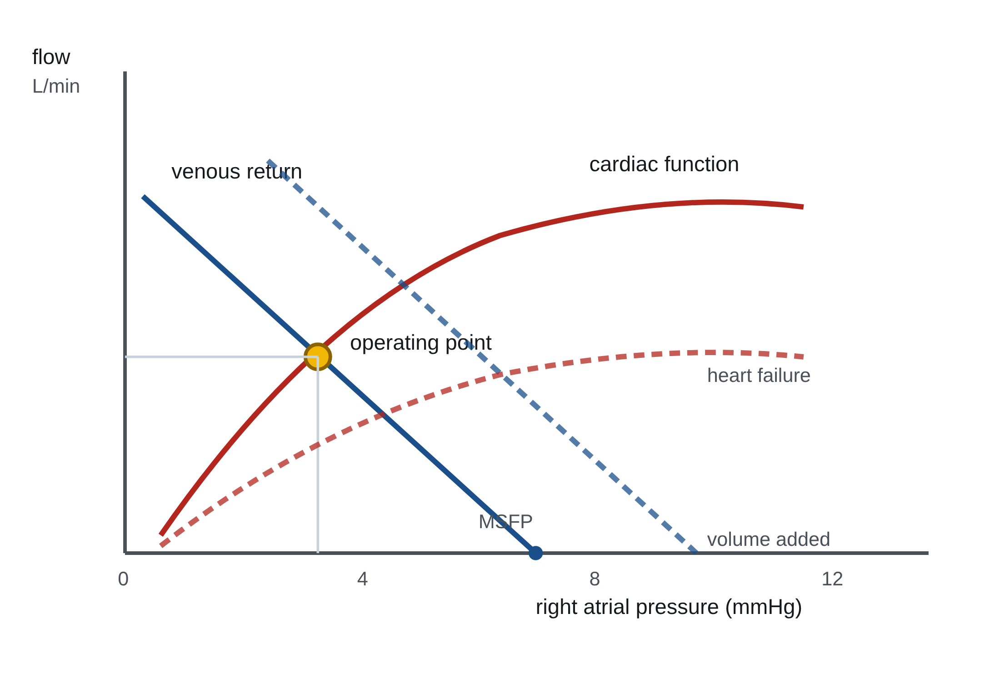 flow
L/min
venous return
cardiac function
operating point
heart failure
MSFP
volume added
0 4 8 12
right atrial pressure (mmHg)